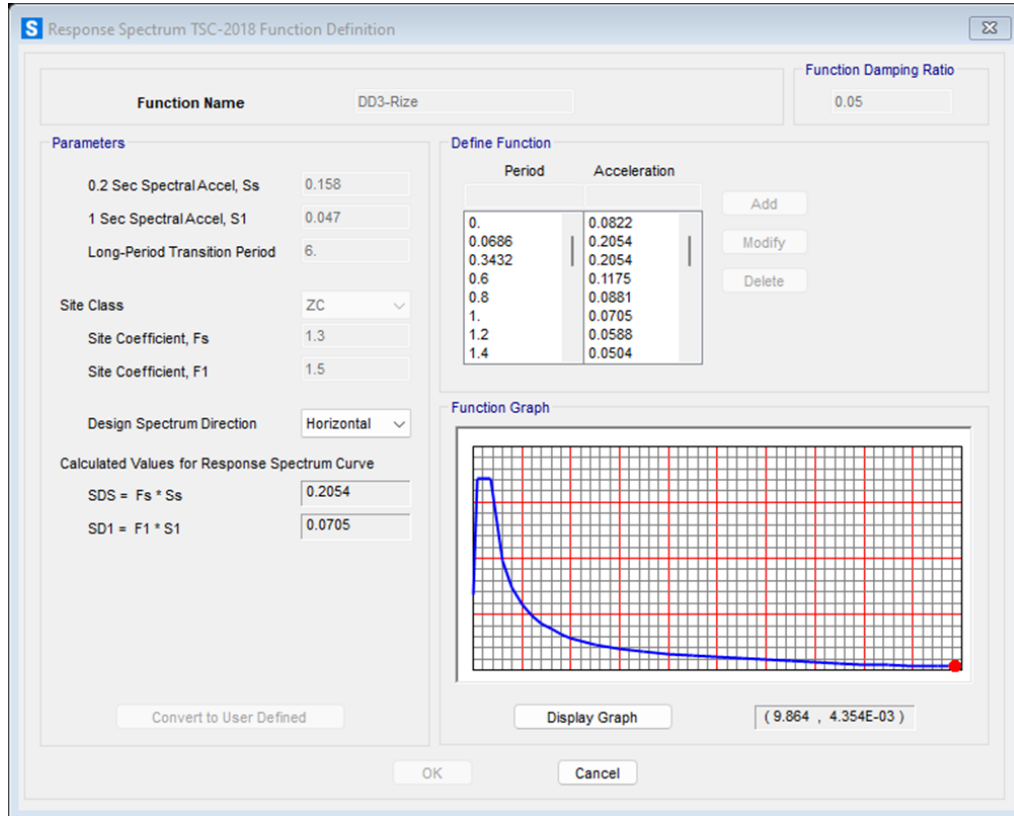 S Response Spectrum TSC-2018 Function Definition
Function Damping Ratio
Function Name DD3-Rize 0.05
Parameters
0.2 Sec Spectral Accel, Ss 0.158
1 Sec Spectral Accel, S1 0.047
Long-Period Transition Period 6.
Site Class ZC
Site Coefficient, Fs 1.3
Site Coefficient, F1 1.5
Design Spectrum Direction Horizontal
Calculated Values for Response Spectrum Curve
SDS = Fs * Ss 0.2054
SD1 = F1 * S1 0.0705
Convert to User Defined
Define Function
Period Acceleration
0. 0.0822
0.0686 0.2054
0.3432 0.2054
0.6 0.1175
0.8 0.0881
1. 0.0705
1.2 0.0588
1.4 0.0504
Add
Modify
Delete
Function Graph
Display Graph
( 9.864 , 4.354E-03 )
OK
Cancel